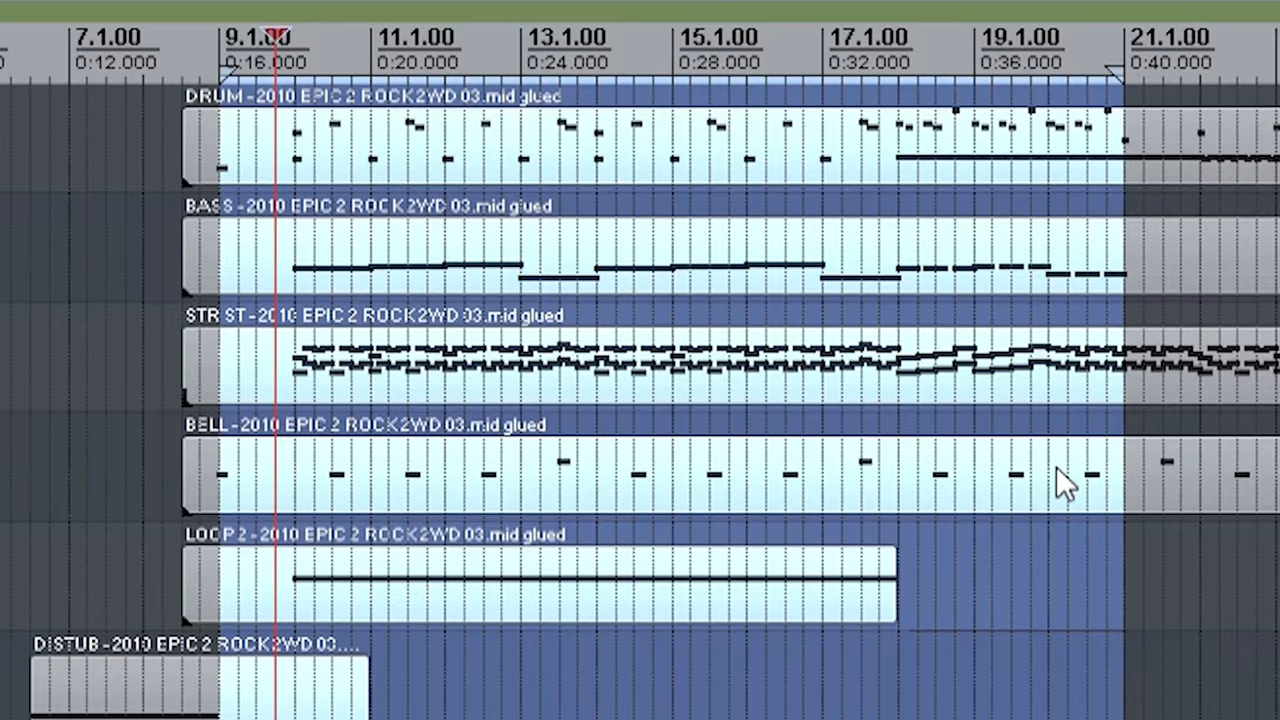 7.1.00 9.1.00 11.1.00 13.1.00 15.1.00 17.1.00 19.1.00 21.1.00
0 0:12.000 0:16.000 0:20.000 0:24.000 0:28.000 0:32.000 0:36.000 0:40.000
DRUM-2010 EPIC 2 ROCK2WD 03.mid glued
BASS-2010 EPIC 2 ROCK2WD 03.mid glued
STR ST-2010 EPIC 2 ROCK2WD 03.mid glued
BELL-2010 EPIC 2 ROCK2WD 03.mid glued
LOOP2-2010 EPIC 2 ROCK2WD 03.mid glued
DISTUB-2010 EPIC 2 ROCK2WD 03....